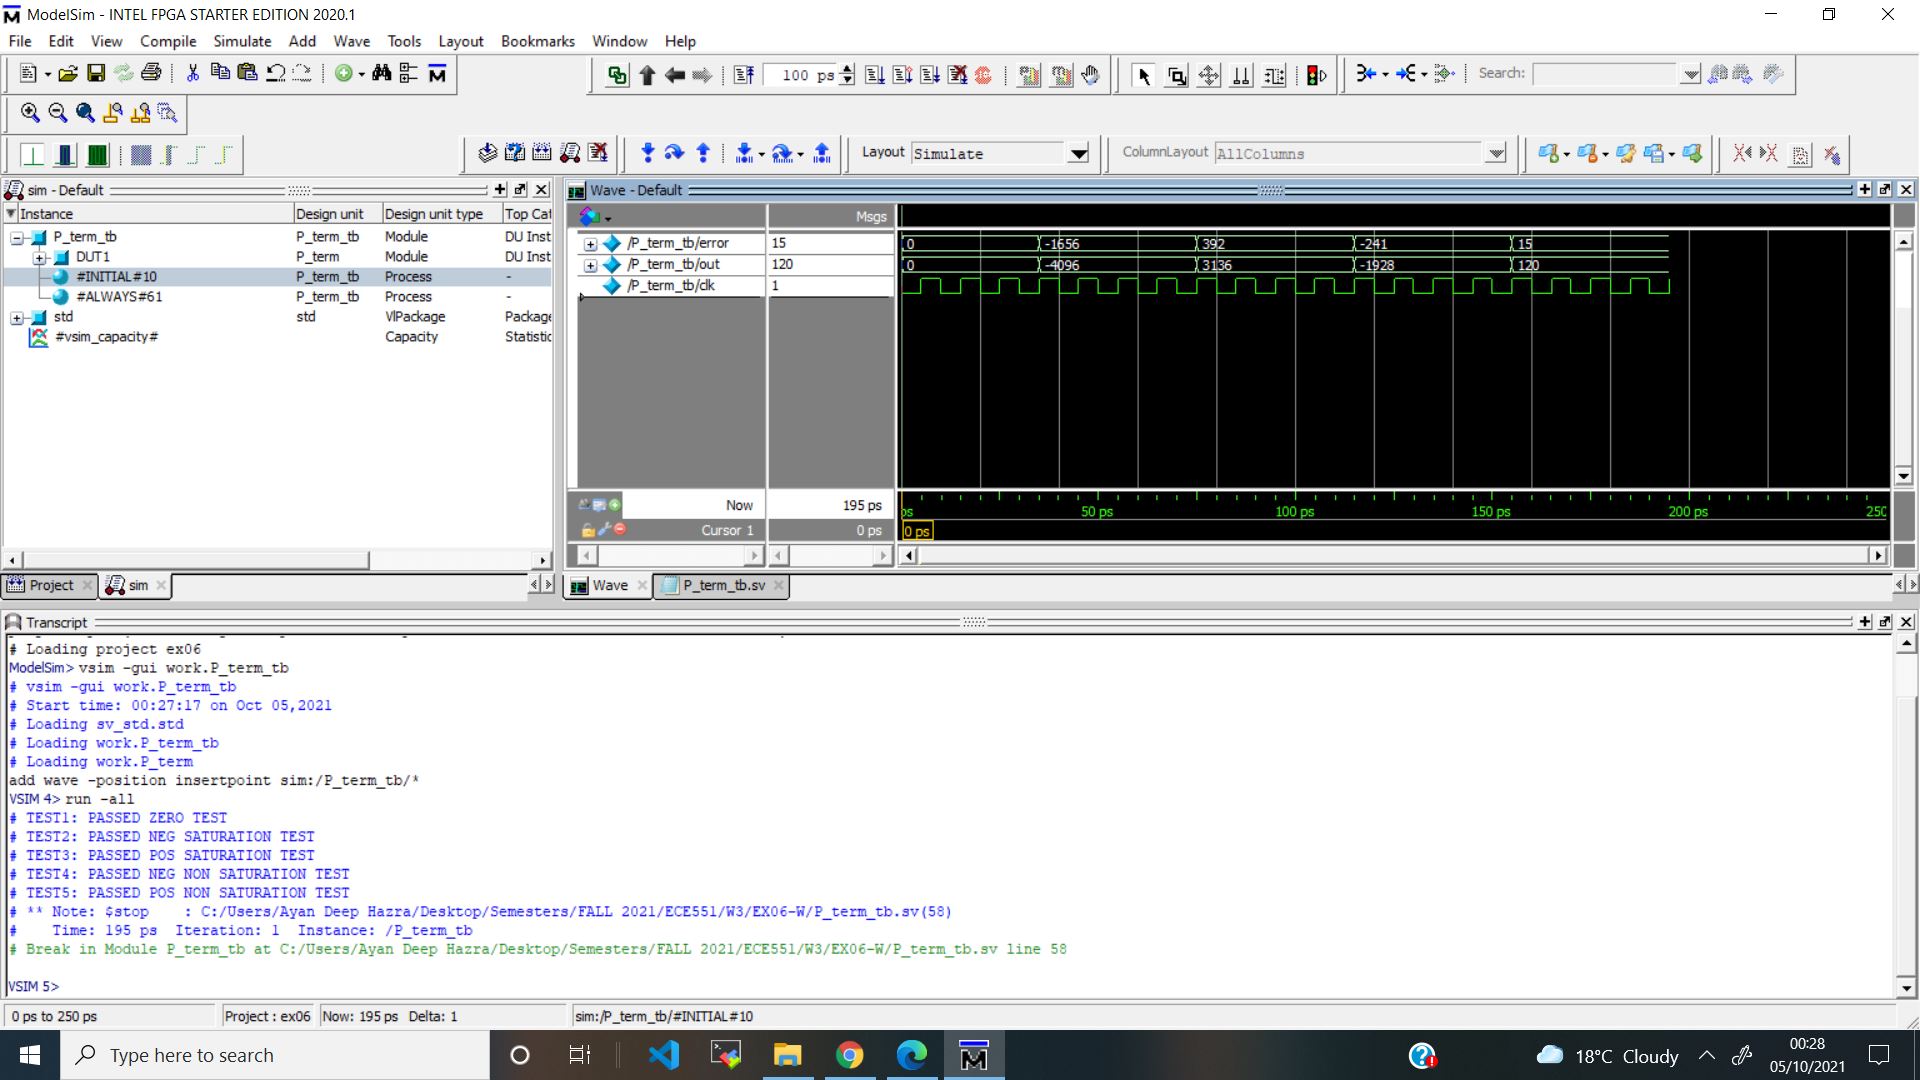 ModelSim - INTEL FPGA STARTER EDITION 2020.1
File Edit View Compile Simulate Add Wave Tools Layout Bookmarks Window Help
100 ps
Search:
Layout Simulate
ColumnLayout AllColumns
sim - Default
Instance Design unit Design unit type Top Cat
P_term_tb P_term_tb Module DU Inst
DUT1 P_term Module DU Inst
#INITIAL#10 P_term_tb Process -
#ALWAYS#61 P_term_tb Process -
std std VlPackage Package
#vsim_capacity# Capacity Statistic
Project sim
Wave - Default
Msgs
/P_term_tb/error 15 0 -1656 392 -241 15
/P_term_tb/out 120 0 -4096 3136 -1928 120
/P_term_tb/clk 1
Now 195 ps ps 50 ps 100 ps 150 ps 200 ps 250
Cursor 1 0 ps 0 ps
Wave P_term_tb.sv
Transcript
# Loading project ex06
ModelSim> vsim -gui work.P_term_tb
# vsim -gui work.P_term_tb
# Start time: 00:27:17 on Oct 05,2021
# Loading sv_std.std
# Loading work.P_term_tb
# Loading work.P_term
add wave -position insertpoint sim:/P_term_tb/*
VSIM 4> run -all
# TEST1: PASSED ZERO TEST
# TEST2: PASSED NEG SATURATION TEST
# TEST3: PASSED POS SATURATION TEST
# TEST4: PASSED NEG NON SATURATION TEST
# TEST5: PASSED POS NON SATURATION TEST
# ** Note: $stop : C:/Users/Ayan Deep Hazra/Desktop/Semesters/FALL 2021/ECE551/W3/EX06-W/P_term_tb.sv(58)
# Time: 195 ps Iteration: 1 Instance: /P_term_tb
# Break in Module P_term_tb at C:/Users/Ayan Deep Hazra/Desktop/Semesters/FALL 2021/ECE551/W3/EX06-W/P_term_tb.sv line 58
VSIM 5>
0 ps to 250 ps Project : ex06 Now: 195 ps Delta: 1 sim:/P_term_tb/#INITIAL#10
Type here to search
18°C Cloudy
00:28
05/10/2021